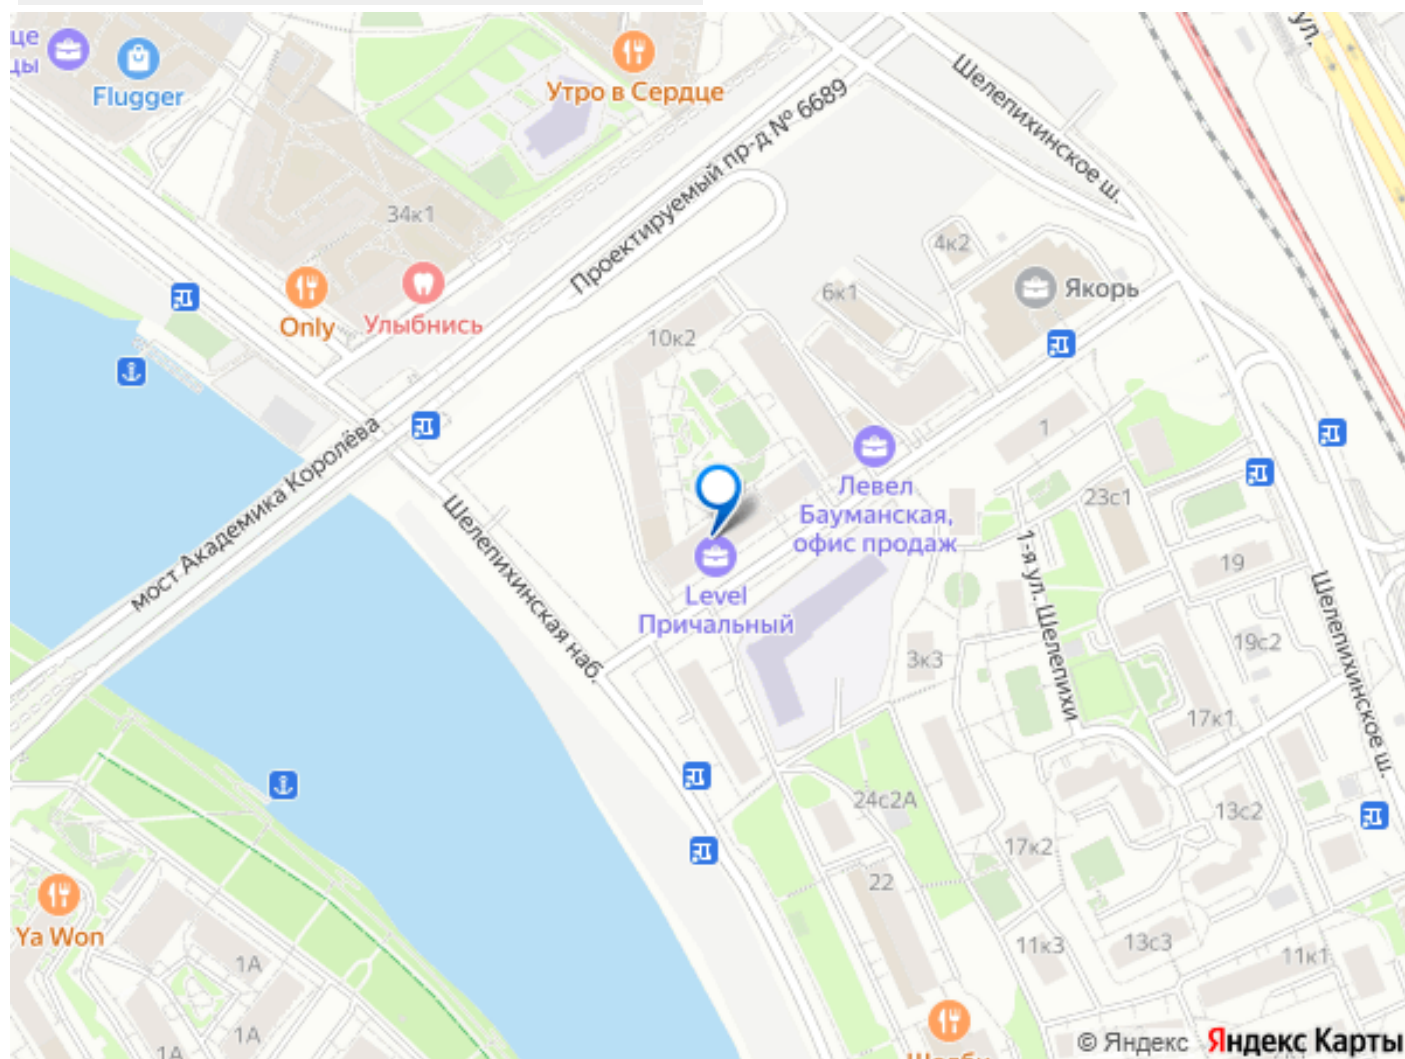 це
цы
Flugger
Утро в Сердце
ул.
Шелепихинское ш.
Проектируемый пр-д № 6689
34к1
4к2
Only
Улыбнись
6к1
Якорь
10к2
мост Академика Королёва
1
Левел
Бауманская,
офис продаж
23с1
Шелепихинская наб.
1-я ул. Шелепихи
19
Level
Причальный
3к3
19с2
Шелепихинское ш.
17к1
24с2А
13с2
17к2
22
Ya Won
1А
11к3
13с3
11к1
1А
1А
© Яндекс Яндекс Карты